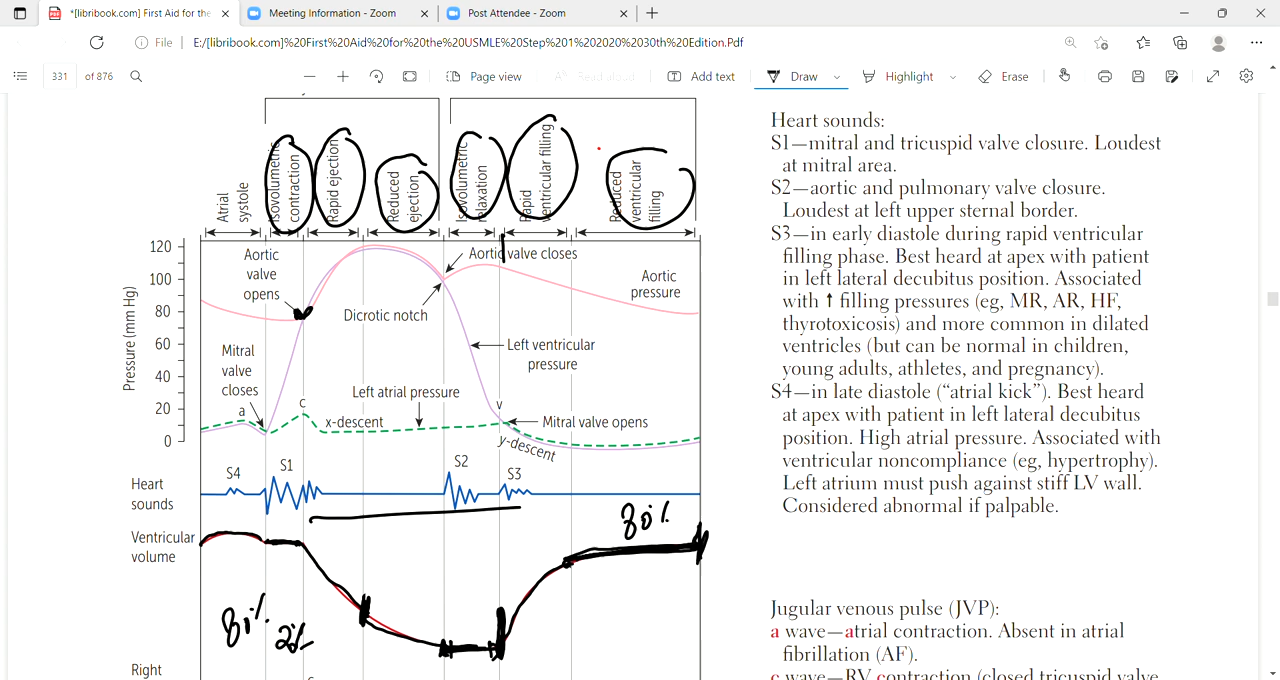 *[libribook.com] First Aid for the
Meeting Information - Zoom
Post Attendee - Zoom
File
E:/[libribook.com]%20First%20Aid%20for%20the%20USMLE%20Step%201%202020%2030th%20Edition.Pdf
331
of 876
Page view
Read aloud
Add text
Draw
Highlight
Erase
Atrial
systole
Isovolumetric
contraction
Rapid ejection
Reduced
ejection
Isovolumetric
relaxation
Rapid
ventricular filling
Reduced
ventricular
filling
Pressure (mm Hg)
120
100
80
60
40
20
0
Aortic
valve
opens
Aortic valve closes
Aortic
pressure
Dicrotic notch
Mitral
valve
closes
Left ventricular
pressure
Left atrial pressure
a
c
x-descent
v
Mitral valve opens
y-descent
Heart
sounds
S4
S1
S2
S3
Ventricular
volume
80%
80%
Right
Heart sounds:
S1—mitral and tricuspid valve closure. Loudest
at mitral area.
S2—aortic and pulmonary valve closure.
Loudest at left upper sternal border.
S3—in early diastole during rapid ventricular
filling phase. Best heard at apex with patient
in left lateral decubitus position. Associated
with ↑ filling pressures (eg, MR, AR, HF,
thyrotoxicosis) and more common in dilated
ventricles (but can be normal in children,
young adults, athletes, and pregnancy).
S4—in late diastole (“atrial kick”). Best heard
at apex with patient in left lateral decubitus
position. High atrial pressure. Associated with
ventricular noncompliance (eg, hypertrophy).
Left atrium must push against stiff LV wall.
Considered abnormal if palpable.
Jugular venous pulse (JVP):
a wave—atrial contraction. Absent in atrial
fibrillation (AF).
c wave—RV contraction (closed tricuspid valve